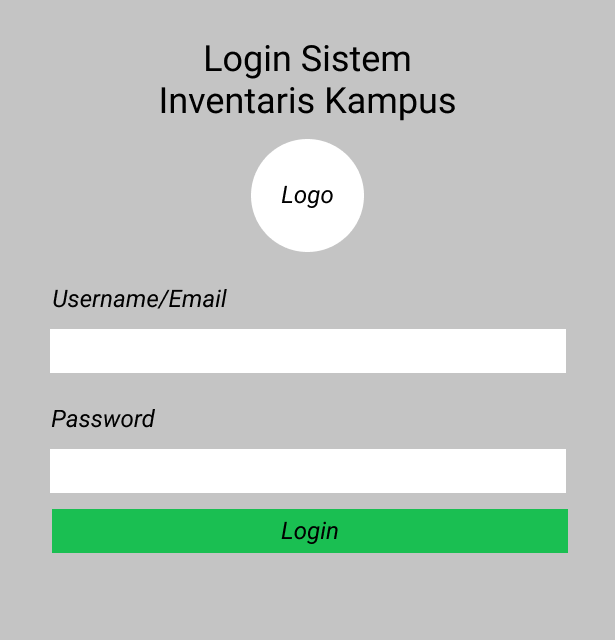 Login Sistem
Inventaris Kampus
Logo
Username/Email
Password
Login